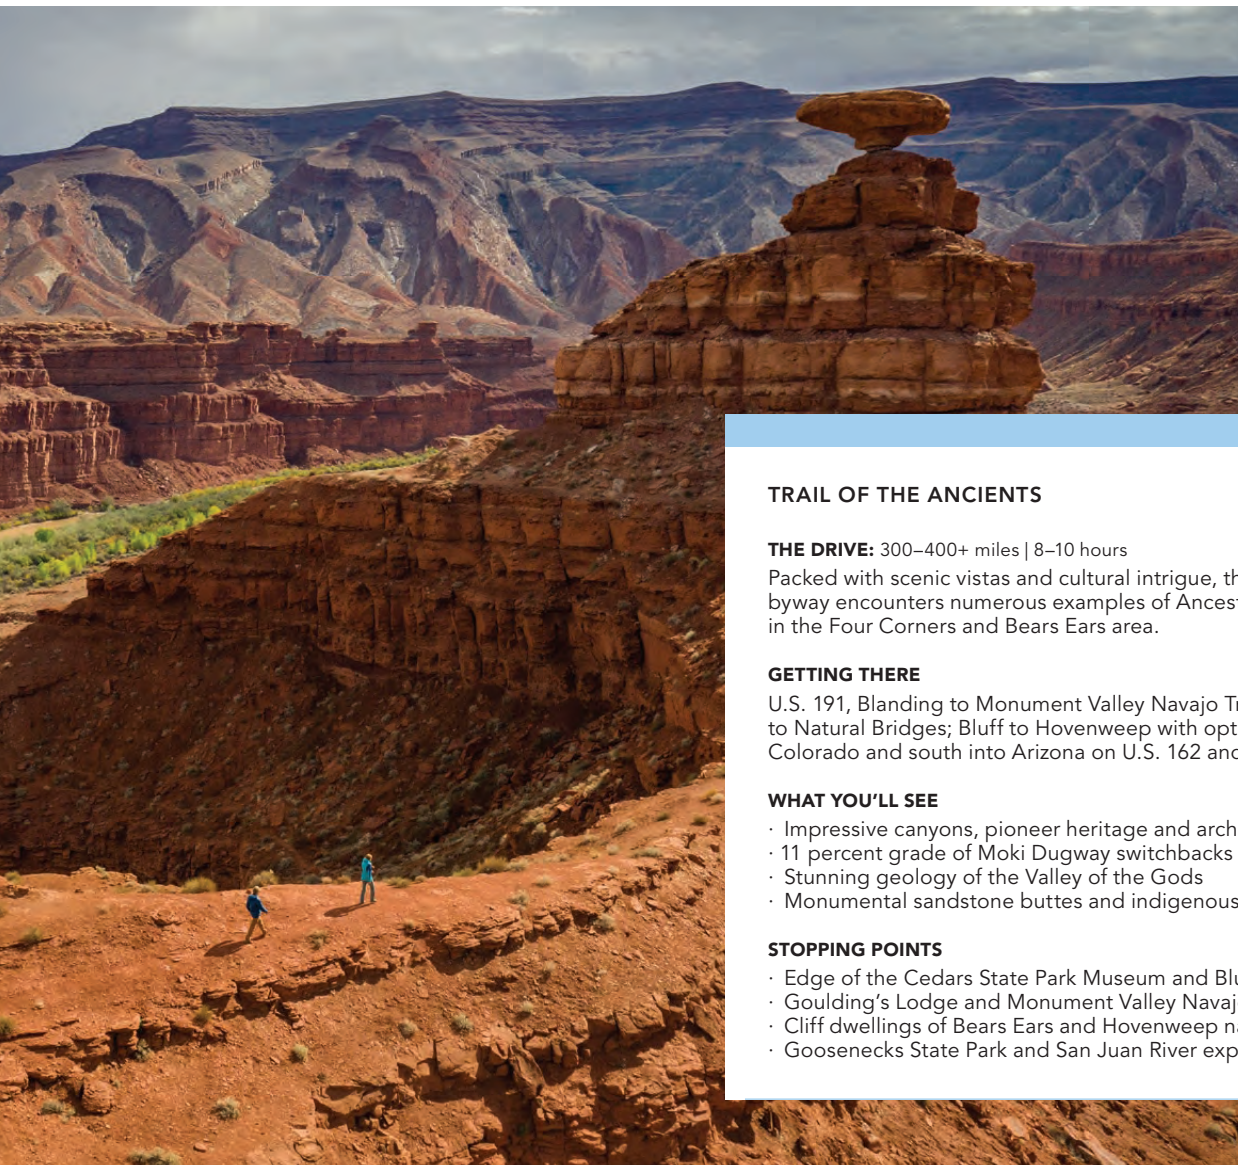 TRAIL OF THE ANCIENTS
THE DRIVE: 300–400+ miles | 8–10 hours
Packed with scenic vistas and cultural intrigue,
byway encounters numerous examples of
in the Four Corners and Bears Ears area.
GETTING THERE
U.S. 191, Blanding to Monument Valley Navajo
to Natural Bridges; Bluff to Hovenweep with
Colorado and south into Arizona on U.S. 162
WHAT YOU’LL SEE
· Impressive canyons, pioneer heritage and
· 11 percent grade of Moki Dugway switchbacks
· Stunning geology of the Valley of the Gods
· Monumental sandstone buttes and indigenous
STOPPING POINTS
· Edge of the Cedars State Park Museum and
· Goulding’s Lodge and Monument Valley
· Cliff dwellings of Bears Ears and Hovenweep
· Goosenecks State Park and San Juan River